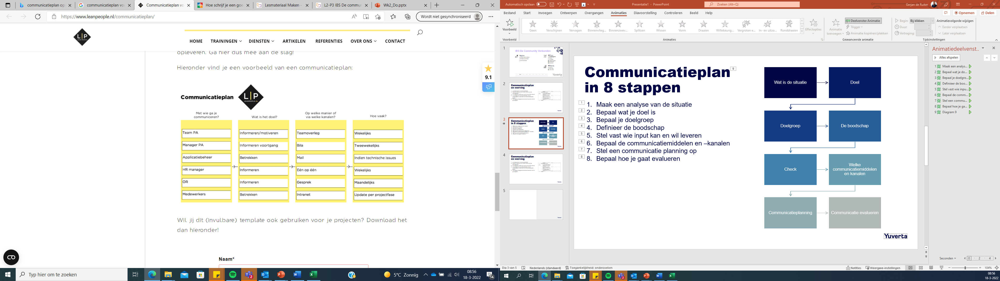 communicatieplan op
communicatieplan vo
Communicatieplan vo
Hoe schrijf je een goe
Lesmateriaal Maken -
L2-P3 IBS De commun
Wk2_Do.pptx
https://www.leanpeople.nl/communicatieplan/
Wordt niet gesynchroniseerd
L|P
HOME TRAININGEN DIENSTEN ARTIKELEN REFERENTIES OVER ONS CONTACT
opleveren. Ga hier dus mee aan de slag!
Hieronder vind je een voorbeeld van een communicatieplan:
9.1
Communicatieplan
L|P
LEANPEOPLE.NL
Met wie ga je
communiceren?
Wat is het doel?
Op welke manier of
via welke kanalen?
Hoe vaak?
Team PA Informeren/motiveren Teamoverleg Wekelijks
Manager PA Informeren voortgang Bila Tweewekelijks
Applicatiebeheer Betrekken Mail Indien technische issues
HR manager Informeren Eén op één Wekelijks
OR Informeren Gesprek Maandelijks
Medewerkers Betrekken Intranet Update per projectfase
Wil jij dit (invulbare) template ook gebruiken voor je projecten? Download het
dan hieronder!
Naam*
Typ hier om te zoeken
5°C Zonnig
08:56
18-3-2022
14
Automatisch opslaan
Presentatie1 - PowerPoint
Zoeken (Alt+Q)
Gerjan de Ruiter
Bestand Start Invoegen Ontwerpen Overgangen Animaties Diavoorstelling Controleren Beeld Help
Opnemen Delen
Voorbeeld
Geen Verschijnen Vervagen Binnenvlieg... Binnenzwev... Splitsen Wissen Vorm Draaien Willekeurig... Vergroten e... In- en uitzo... Ronddraaien
Effectopties
Animatie
toevoegen
Deelvenster Animatie
Trigger
Animatie kopiëren/plakken
Begin: Bij klikken
Duur:
Vertraging:
Animatievolgorde wijzigen
Eerder verplaatsen
Later verplaatsen
Voorbeeld Animaties Geavanceerde animatie Tijdsinstellingen
1
IBS De Community Verbonden
Yuverta
2
Communicatieplan
en werving
3
Communicatieplan
in 8 stappen
4
Communicatieplan
en werving
5
Communicatieplan
in 8 stappen
9
1 1. Maak een analyse van de situatie
2 2. Bepaal wat je doel is
3 3. Bepaal je doelgroep
4 4. Definieer de boodschap
5 5. Stel vast wie input kan en wil leveren
6 6. Bepaal de communicatiemiddelen en –kanalen
7 7. Stel een communicatie planning op
8 8. Bepaal hoe je gaat evalueren
Wat is de situatie
Doel
Doelgroep
De boodschap
Check
Welke
communicatiemiddelen
en kanalen
Communicatieplanning
Communicatie evalueren
Yuverta
Animatiedeelvenst...
Alles afspelen
1 Maak een analys...
2 Bepaal wat je do...
3 Bepaal je doelgro...
4 Definieer de boo...
5 Stel vast wie inpu...
6 Bepaal de comm...
7 Stel een commu...
8 Bepaal hoe je ga...
9 Diagram 9
Seconden 0 2 4
Dia 3 van 5 Nederlands (standaard) Toegankelijkheid: onderzoeken
Notities Weergave-instellingen 104%
08:56
18-3-2022